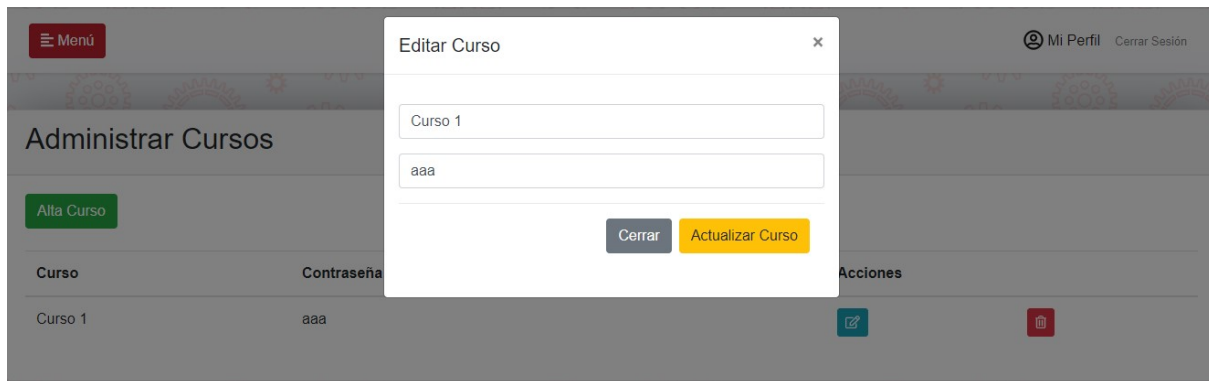 Menú
Editar Curso ×
Mi Perfil Cerrar Sesión
Curso 1
Administrar Cursos
aaa
Alta Curso
Cerrar Actualizar Curso
Curso Contraseña Acciones
Curso 1 aaa